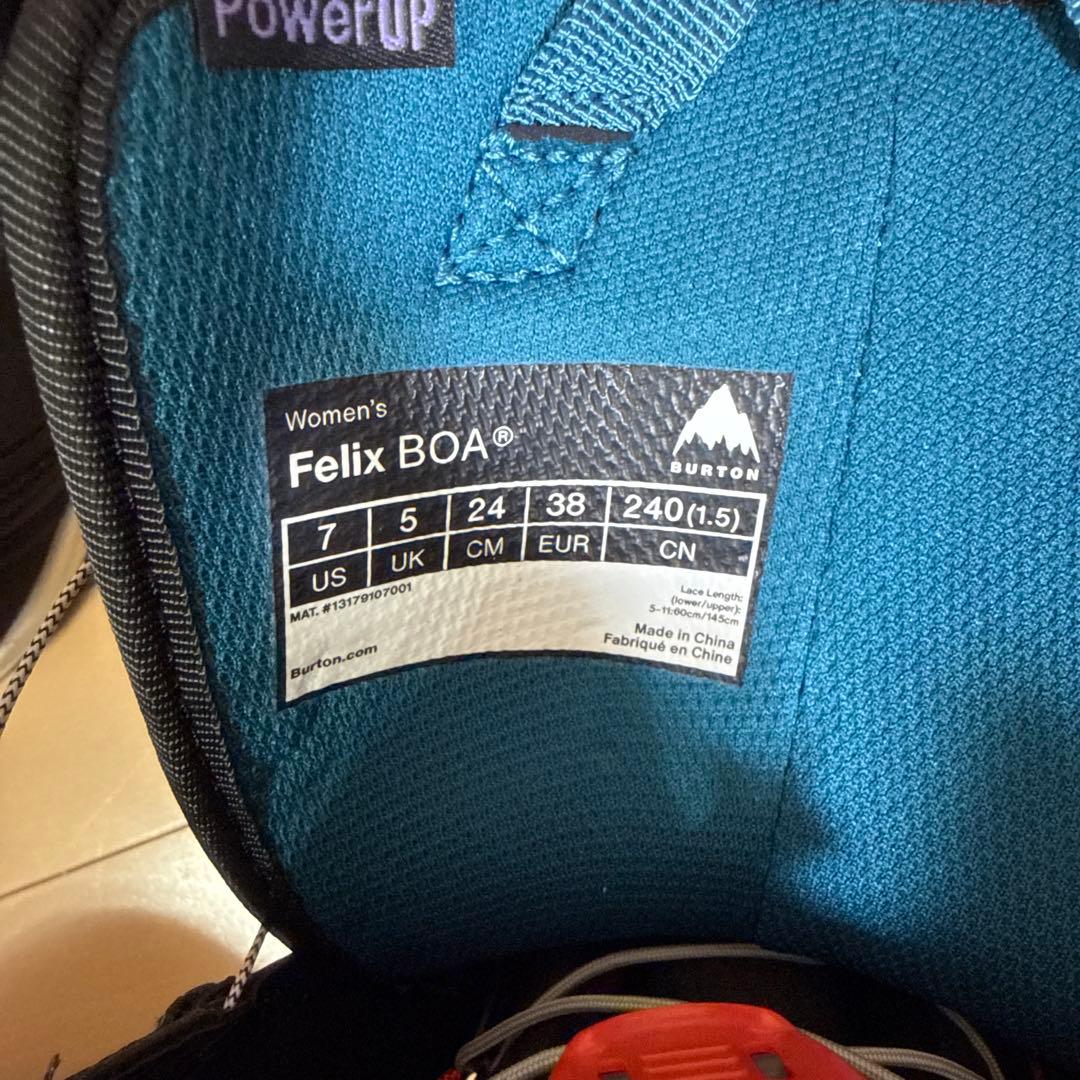 PowerUP
Women's
Felix BOA®
BURTON
7 5 24 38 240(1.5)
US UK CM EUR CN
MAT. #13179107001
Lace Length:
(lower/upper):
5-11:60cm/145cm
Made in China
Fabriqué en Chine
Burton.com